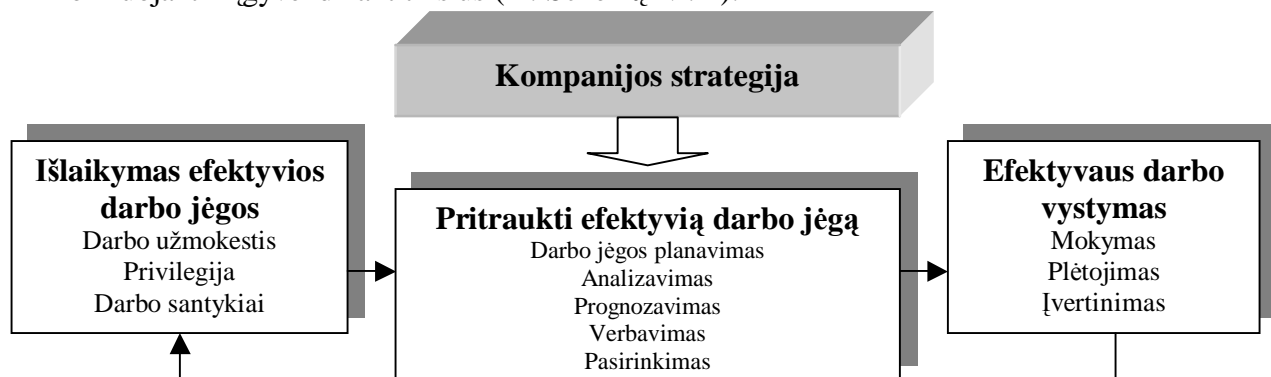 Kompanijos strategija
Išlaikymas efektyvios
darbo jėgos
Darbo užmokestis
Privilegija
Darbo santykiai
Pritraukti efektyvią darbo jėgą
Darbo jėgos planavimas
Analizavimas
Prognozavimas
Verbavimas
Pasirinkimas
Efektyvaus darbo
vystymas
Mokymas
Plėtojimas
Įvertinimas